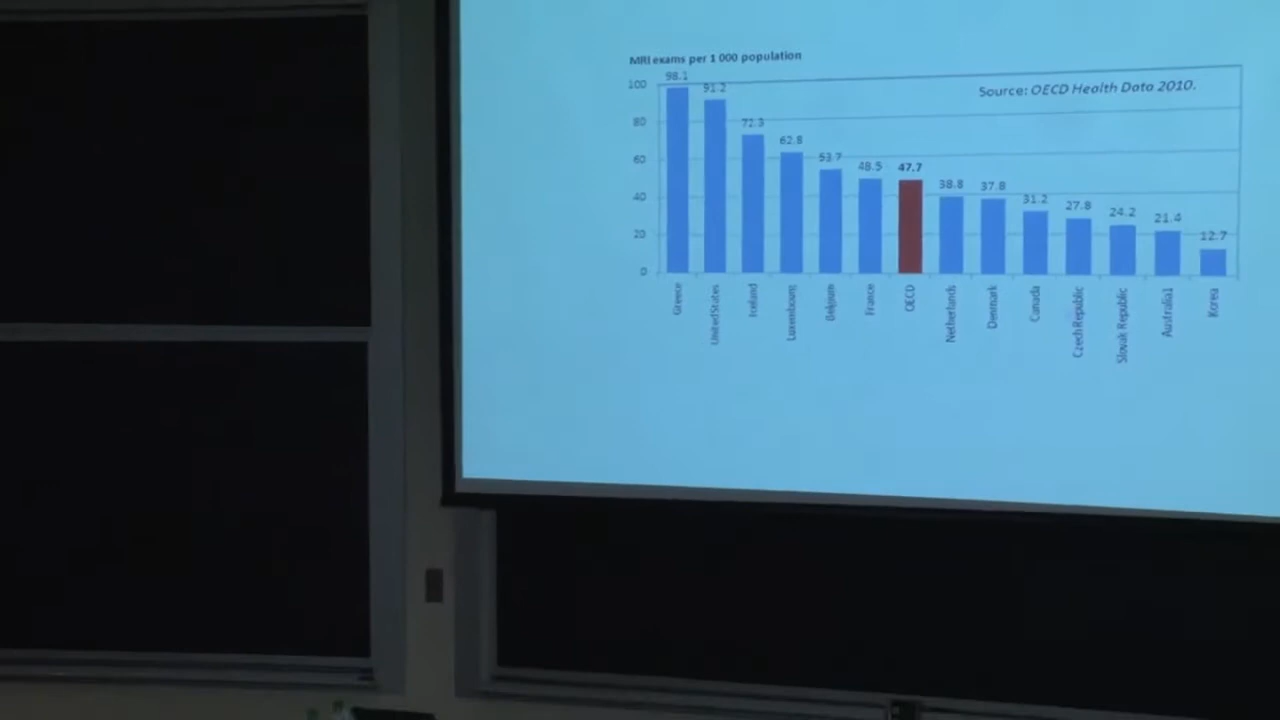 MRI exams per 1 000 population
Source: OECD Health Data 2010.
100
80
60
40
20
0
98.1
91.2
72.3
62.8
53.7
48.5
47.7
38.8
37.8
31.2
27.8
24.2
21.4
12.7
Greece
United States
Iceland
Luxembourg
Belgium
France
OECD
Netherlands
Denmark
Canada
Czech Republic
Slovak Republic
Australia1
Korea